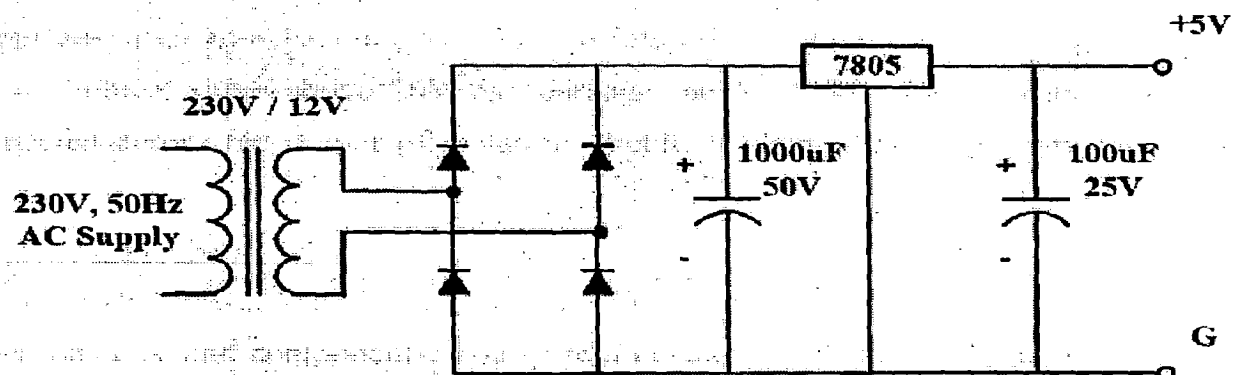 +5V
7805
230V / 12V
230V, 50Hz
AC Supply
+
1000uF
50V
-
+
100uF
25V
-
G